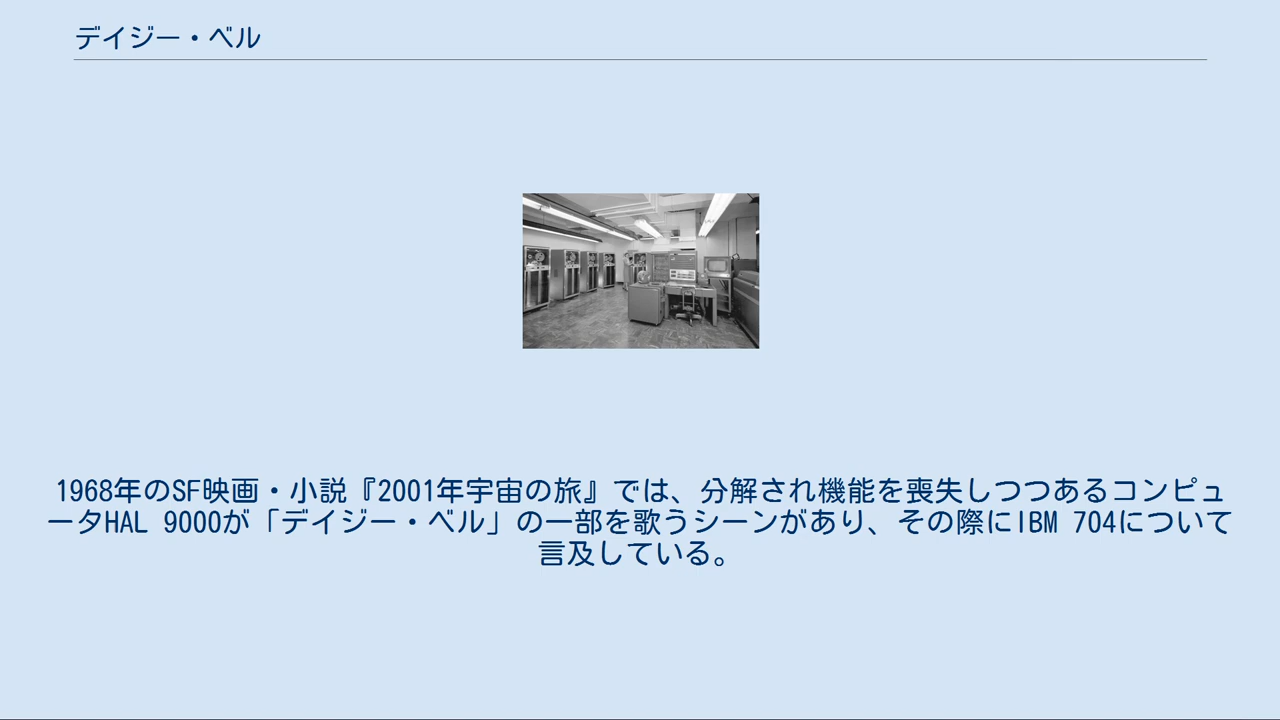 デイジー・ベル
1968年のSF映画・小説『2001年宇宙の旅』では、分解され機能を喪失しつつあるコンピュ
ータHAL 9000が「デイジー・ベル」の一部を歌うシーンがあり、その際にIBM 704について
言及している。